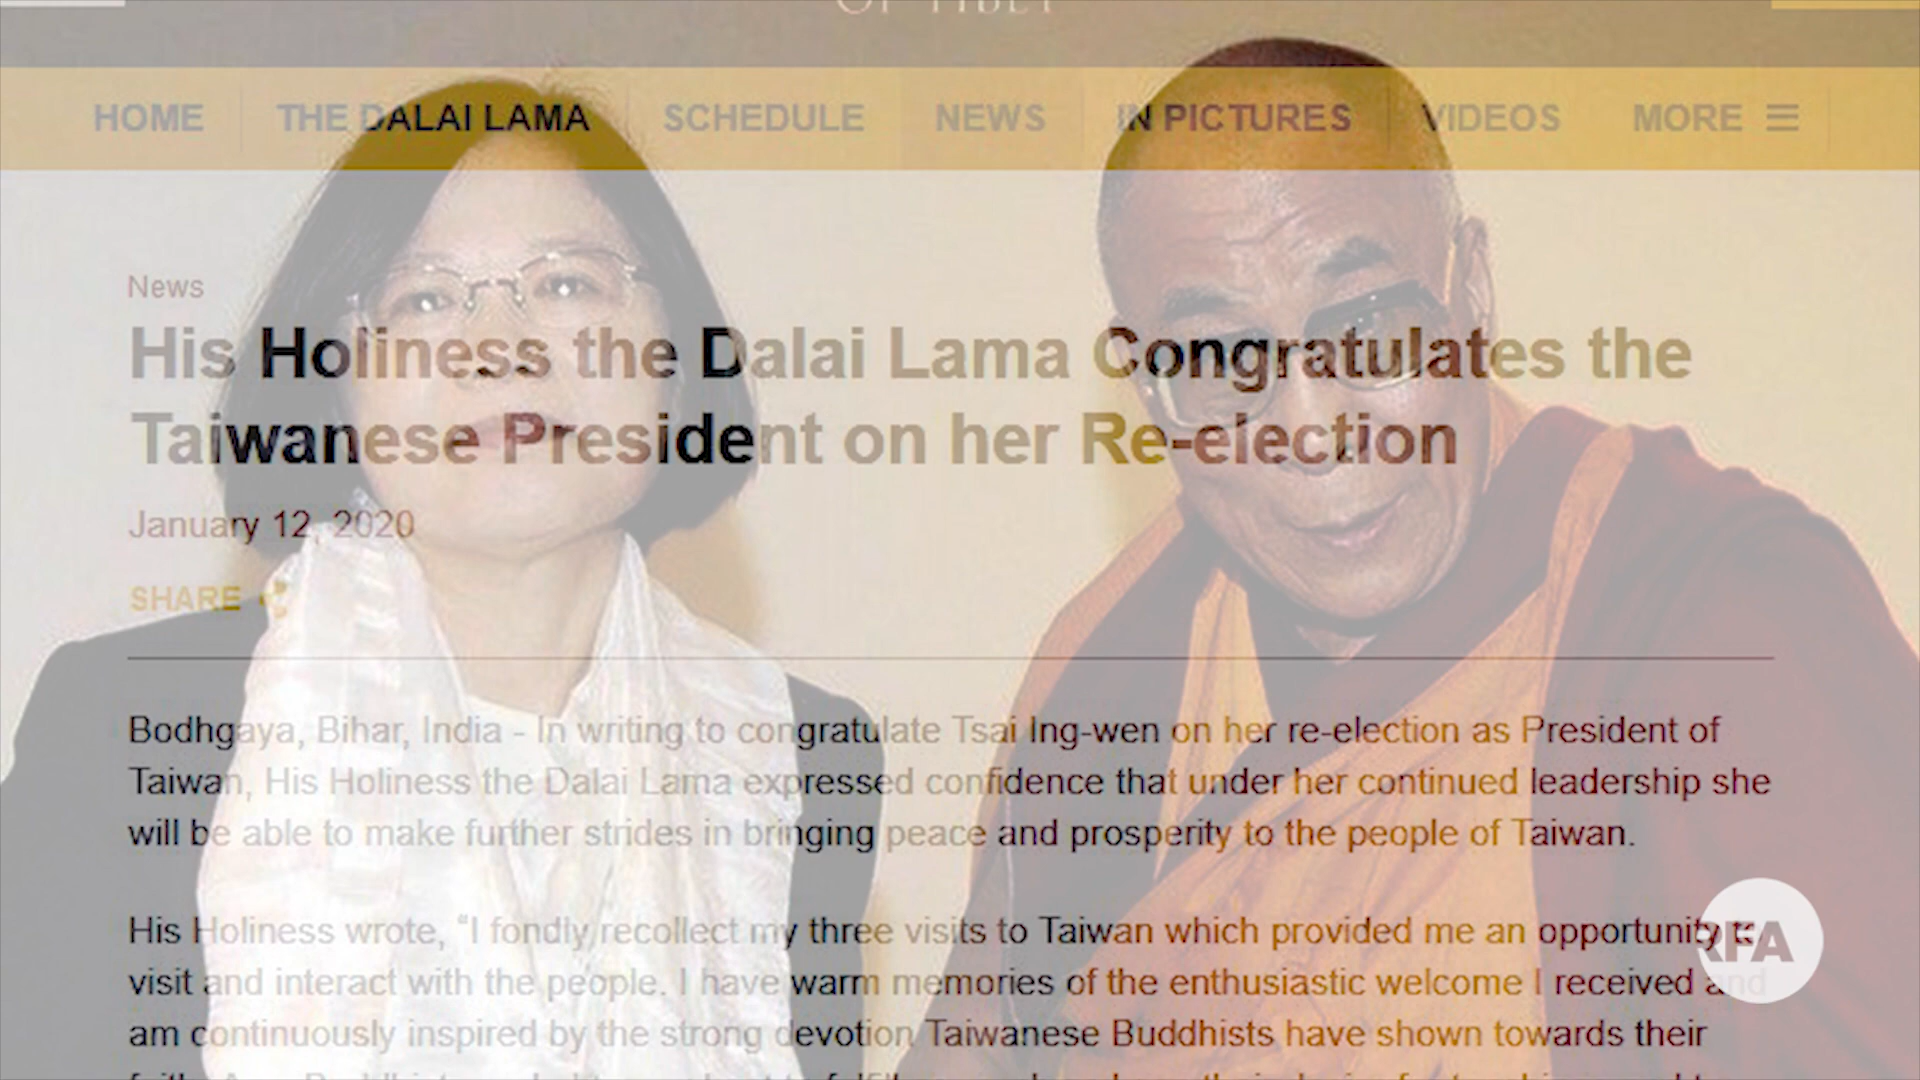 OF TIBET
HOME THE DALAI LAMA SCHEDULE NEWS IN PICTURES VIDEOS MORE
News
His Holiness the Dalai Lama Congratulates the
Taiwanese President on her Re-election
January 12, 2020
SHARE
Bodhgaya, Bihar, India - In writing to congratulate Tsai Ing-wen on her re-election as President of
Taiwan, His Holiness the Dalai Lama expressed confidence that under her continued leadership she
will be able to make further strides in bringing peace and prosperity to the people of Taiwan.
His Holiness wrote, “I fondly recollect my three visits to Taiwan which provided me an opportunity to
visit and interact with the people. I have warm memories of the enthusiastic welcome I received and
am continuously inspired by the strong devotion Taiwanese Buddhists have shown towards their
RFA